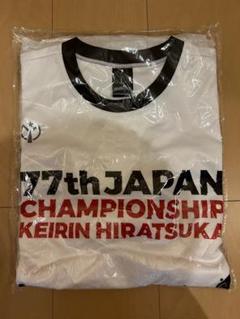 77th JAPAN
CHAMPIONSHIP
KEIRIN HIRATSUKA